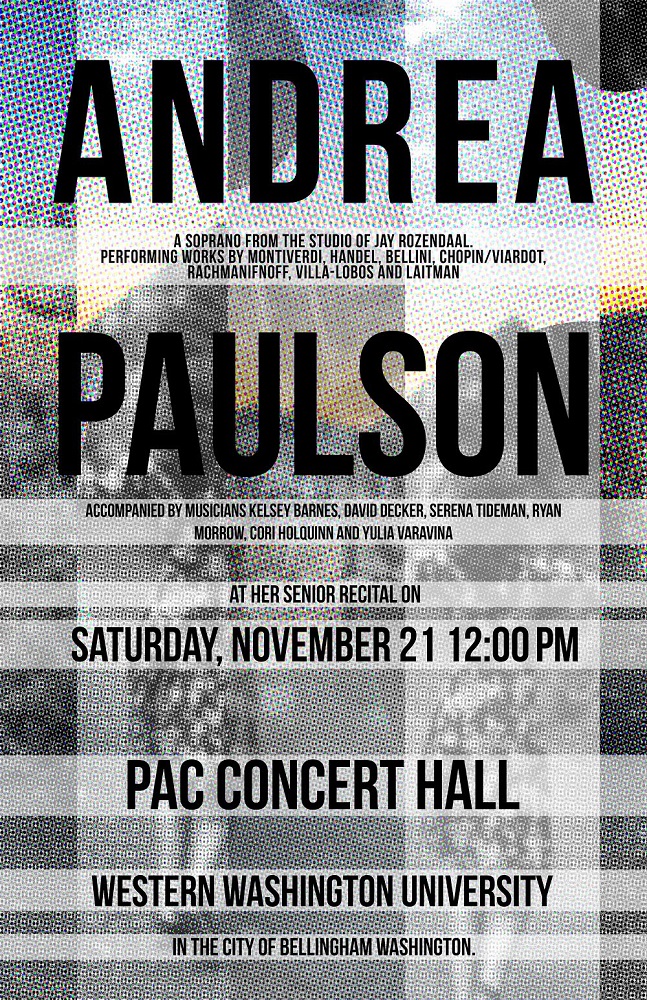 ANDREA
A SOPRANO FROM THE STUDIO OF JAY ROZENDAAL.
PERFORMING WORKS BY MONTIVERDI, HANDEL, BELLINI, CHOPIN/VIARDOT,
RACHMANIFNOFF, VILLA-LOBOS AND LAITMAN
PAULSON
ACCOMPANIED BY MUSICIANS KELSEY BARNES, DAVID DECKER, SERENA TIDEMAN, RYAN
MORROW, CORI HOLQUINN AND YULIA VARAVINA
AT HER SENIOR RECITAL ON
SATURDAY, NOVEMBER 21 12:00 PM
PAC CONCERT HALL
WESTERN WASHINGTON UNIVERSITY
IN THE CITY OF BELLINGHAM WASHINGTON.